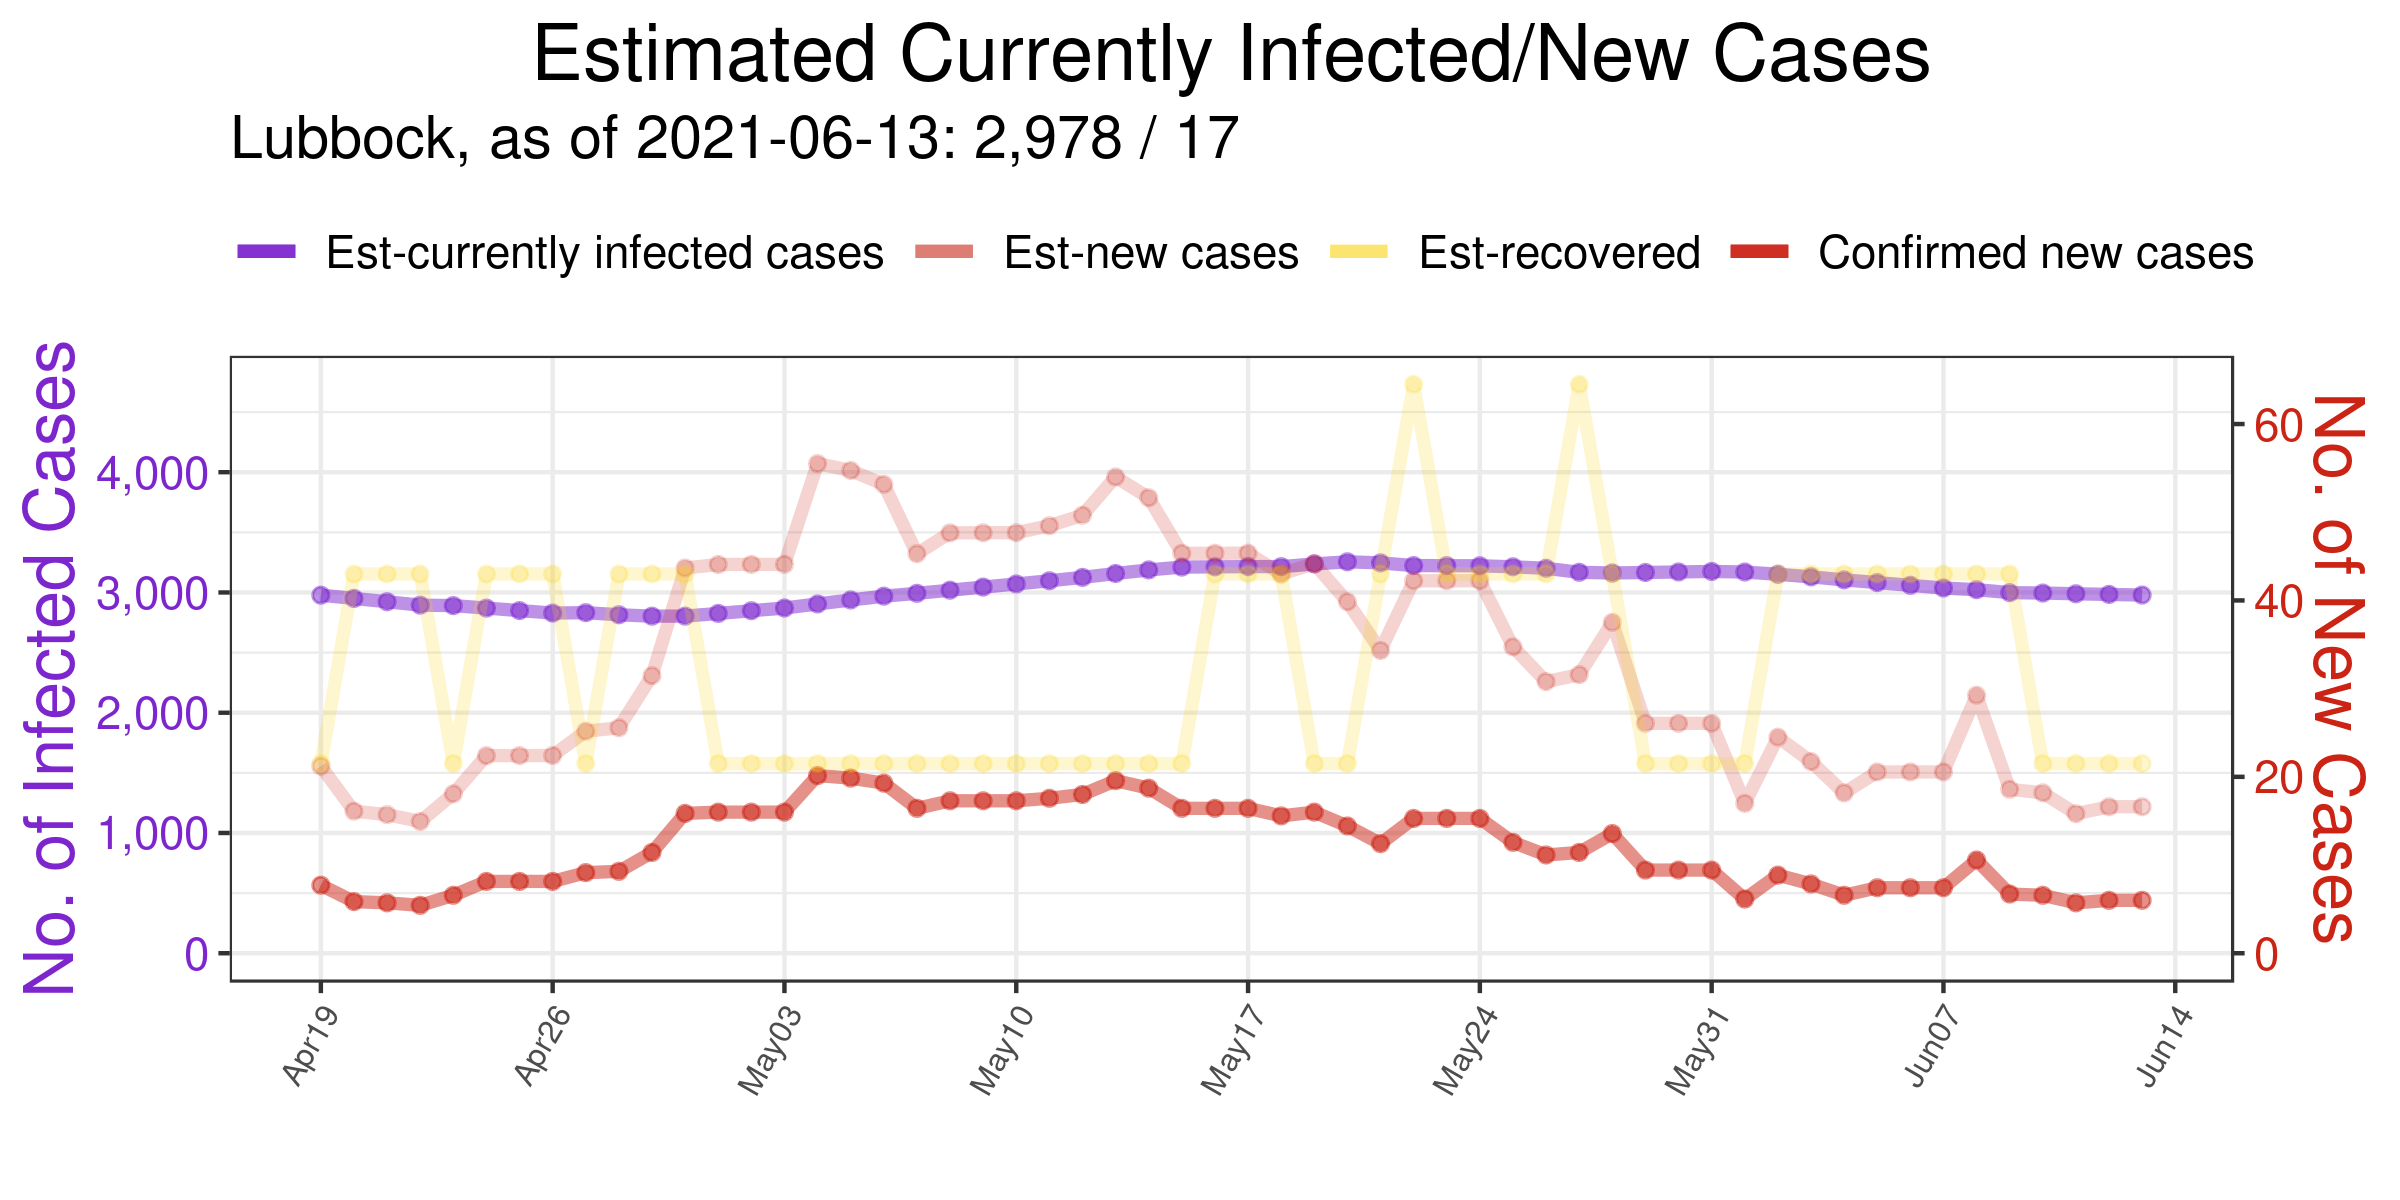 Estimated Currently Infected/New Cases
Lubbock, as of 2021-06-13: 2,978 / 17
Est-currently infected cases Est-new cases Est-recovered Confirmed new cases
No. of Infected Cases
4,000
3,000
2,000
1,000
0
60
40
20
0
No. of New Cases
Apr19 Apr26 May03 May10 May17 May24 May31 Jun07 Jun14